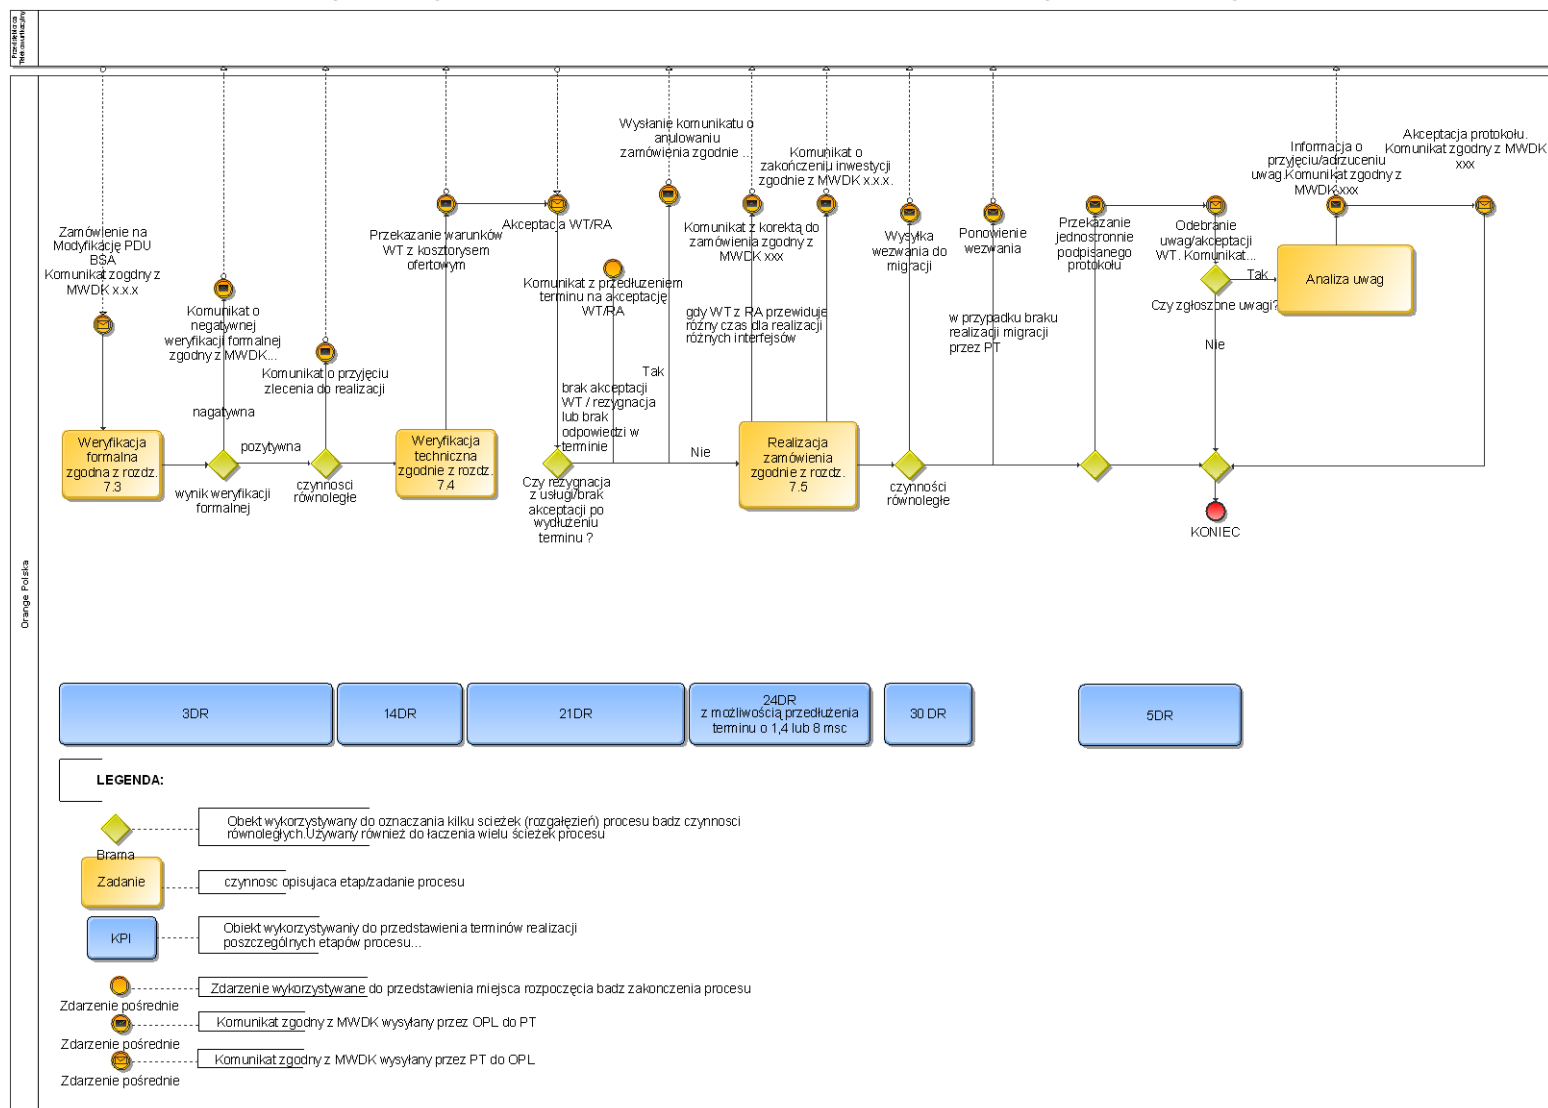 Przedsiębiorca
Telekomunikacyjny
Orange Polska
Zamówienie na
Modyfikację PDU
BSA
Komunikat zogdny z
MWDK x.x.x
Weryfikacja
formalna
zgodna z rozdz.
7.3
nagatywna
wynik weryfikacji
formalnej
pozytywna
Komunikat o
negatywnej
weryfikacji formalnej
zgodny z MWDK...
Komunikat o przyjęciu
zlecenia do realizacji
czynnosci
równoległe
Przekazanie warunków
WT z kosztorysem
ofertowym
Weryfikacja
techniczna
zgodnie z rozdz.
7.4
Akceptacja WT/RA
Komunikat z przedłuzeniem
terminu na akceptację
WT/RA
brak akceptacji
WT / rezygnacja
lub brak
odpowiedzi w
terminie
Czy rezygnacja
z usługi/brak
akceptacji po
wydłużeniu
terminu ?
Wysłanie komunikatu o
anulowaniu
zamówienia zgodnie ...
Tak
Nie
Komunikat z korektą do
zamówienia zgodny z
MWDK xxx
Komunikat o
zakończeniu inwestycji
zgodnie z MWDK x.x.x.
gdy WT z RA przewiduje
różny czas dla realizacji
różnych interfejsów
Realizacja
zamówienia
zgodnie z rozdz.
7.5
Wysyłka
wezwania do
migracji
czynności
równoległe
Ponowienie
wezwania
w przypadku braku
realizacji migracji
przez PT
Przekazanie
jednostronnie
podpisanego
protokołu
Odebranie
uwag/akceptacji
WT. Komunikat...
Tak
Czy zgłoszone uwagi?
Nie
KONIEC
Analiza uwag
Informacja o
przyjęciu/adrzuceniu
uwag.Komunikat zgodny z
MWDK xxx
Akceptacja protokołu.
Komunikat zgodny z MWDK
xxx
3DR
14DR
21DR
24DR
z możliwością przedłużenia
terminu o 1,4 lub 8 msc
30 DR
5DR
LEGENDA:
Brama
Obekt wykorzystywany do oznaczania kilku scieżek (rozgałęzień) procesu badz czynnosci
równoległych.Używany również do łaczenia wielu ścieżek procesu
Zadanie
czynnosc opisujaca etap/zadanie procesu
KPI
Obiekt wykorzystywaniy do przedstawienia terminów realizacji
poszczególnych etapów procesu...
Zdarzenie pośrednie
Zdarzenie wykorzystywane do przedstawienia miejsca rozpoczęcia badz zakonczenia procesu
Zdarzenie pośrednie
Komunikat zgodny z MWDK wysyłany przez OPL do PT
Zdarzenie pośrednie
Komunikat zgodny z MWDK wysyłany przez PT do OPL